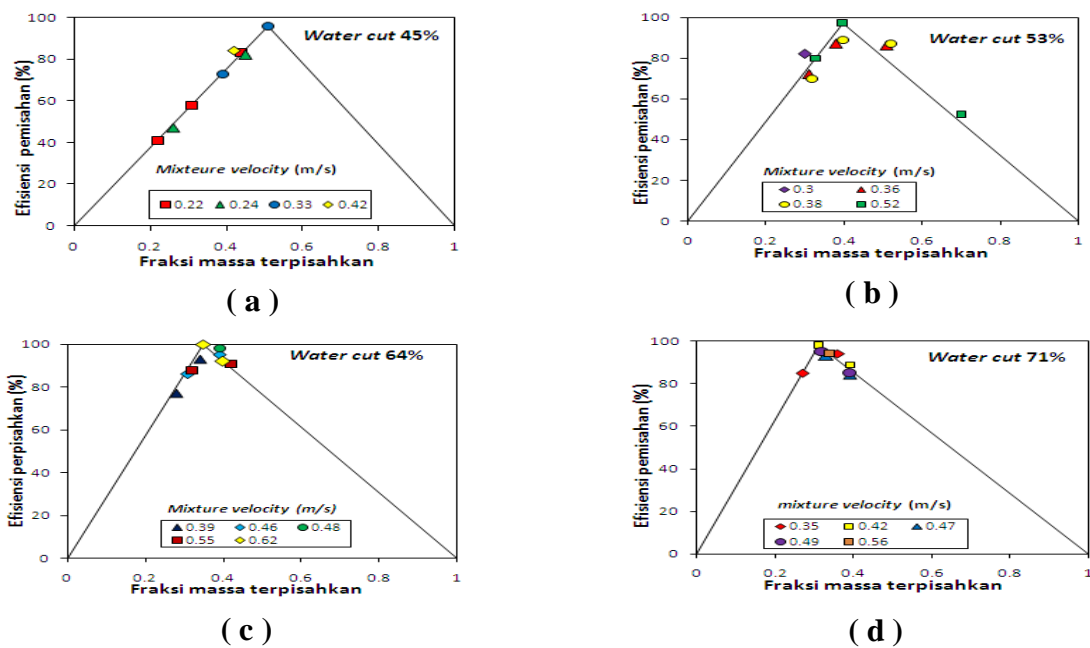 ( a )
Efisiensi pemisahan (%)
100
80
60
40
20
0
Water cut 45%
Mixteure velocity (m/s)
0.22 0.24 0.33 0.42
0 0.2 0.4 0.6 0.8 1
Fraksi massa terpisahkan
( a )
( b )
Efisiensi pemisahan (%)
100
80
60
40
20
0
Water cut 53%
Mixture velocity (m/s)
0.3 0.36
0.38 0.52
0 0.2 0.4 0.6 0.8 1
Fraksi massa terpisahkan
( b )
Efisiensi perpisahkan (%)
100
80
60
40
20
0
Water cut 64%
Mixture velocity (m/s)
0.39 0.46 0.48
0.55 0.62
0 0.2 0.4 0.6 0.8 1
Fraksi massa terpisahkan
( c )
Efisiensi pemisahan (%)
100
80
60
40
20
0
Water cut 71%
mixture velocity (m/s)
0.35 0.42 0.47
0.49 0.56
0 0.2 0.4 0.6 0.8 1
Fraksi massa terpisahkan
( d )